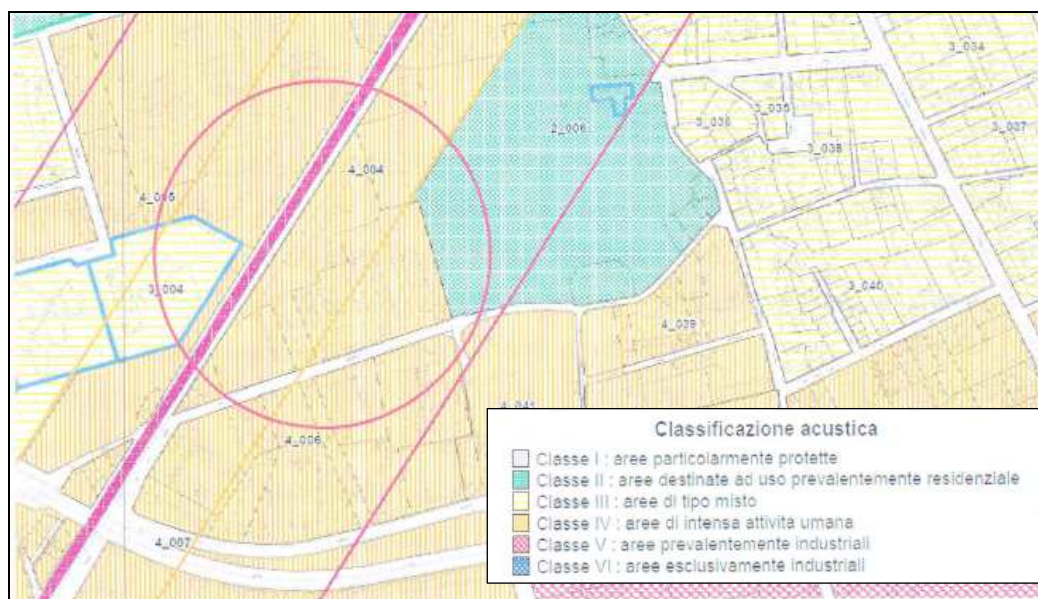 3_034
3_035
3_036
3_037
3_038
2_006
4_004
4_005
3_004
3_040
4_039
4_041
4_006
4_007
Classificazione acustica
Classe I : aree particolarmente protette
Classe II : aree destinate ad uso prevalentemente residenziale
Classe III : aree di tipo misto
Classe IV : aree di intensa attività umana
Classe V : aree prevalentemente industriali
Classe VI : aree esclusivamente industriali